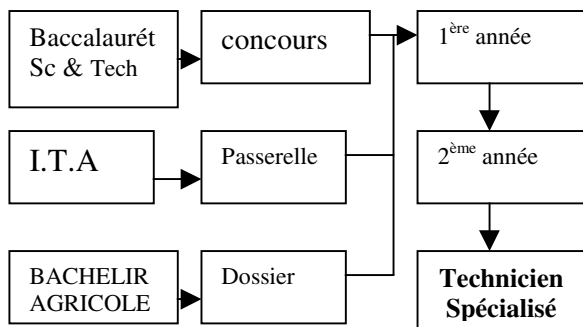 Baccalaurét
Sc & Tech
concours
1ère année
I.T.A
Passerelle
2ème année
BACHELIR
AGRICOLE
Dossier
Technicien
Spécialisé